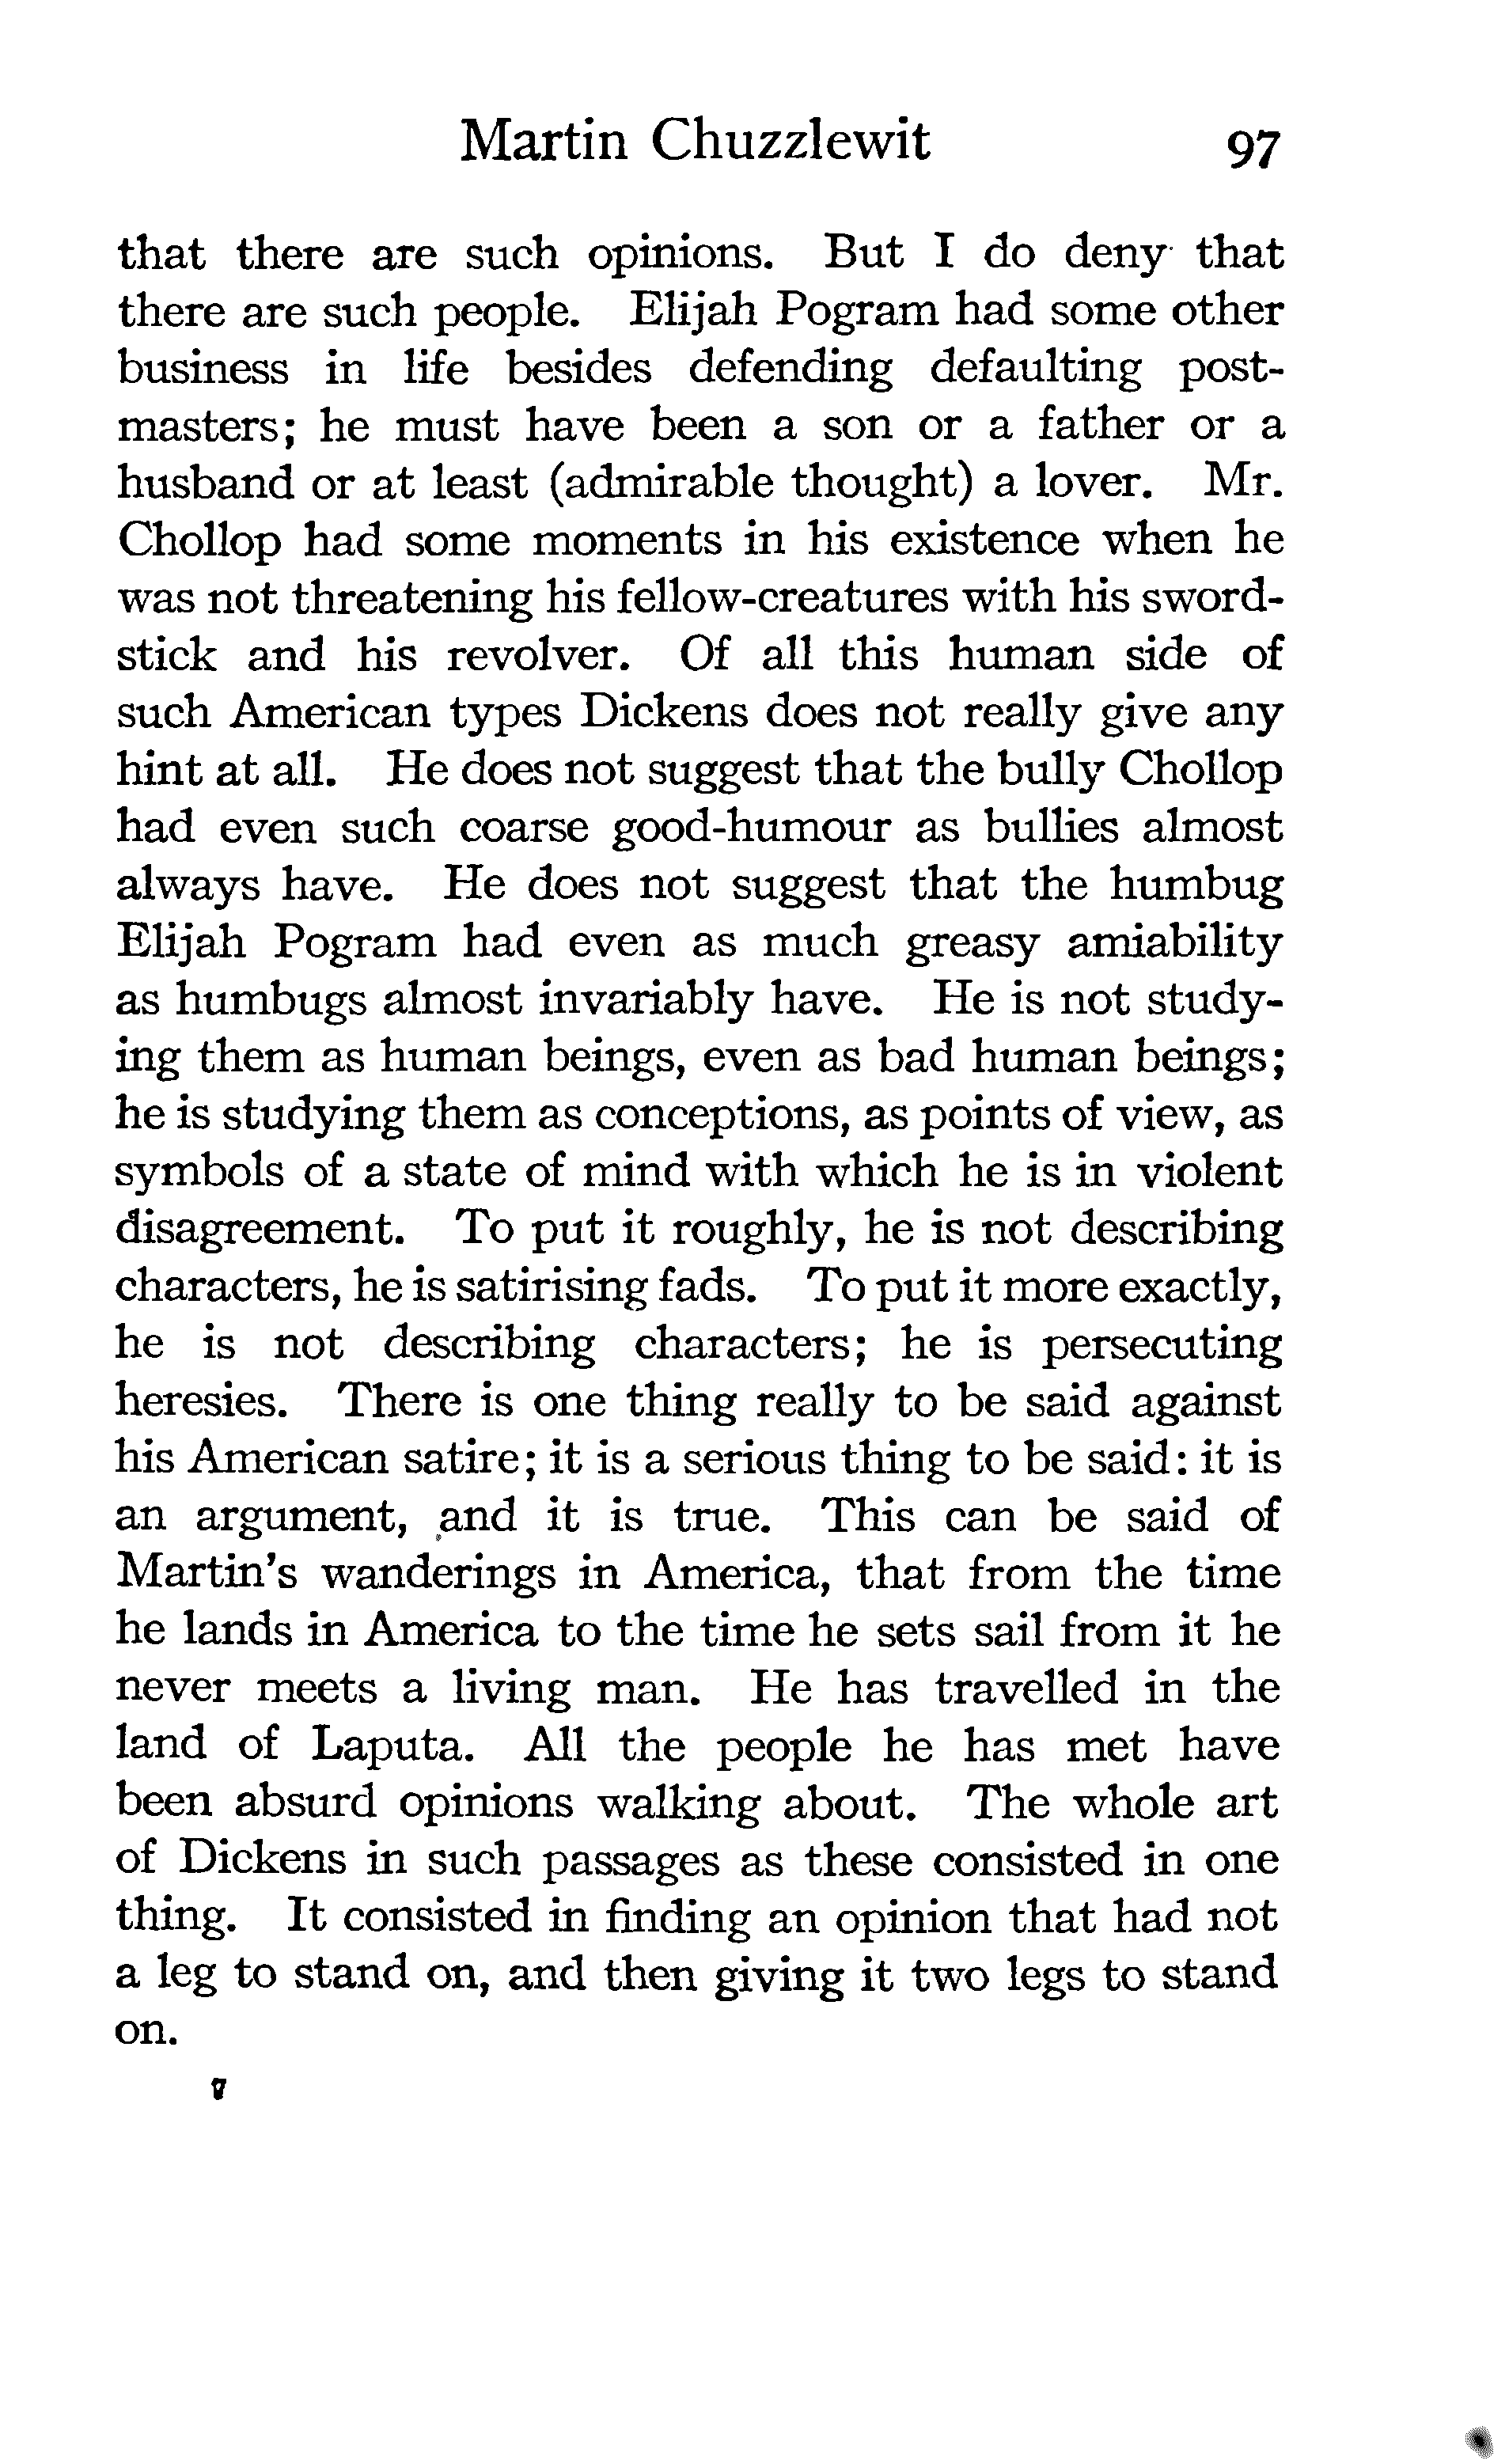 Martin Chuzzlewit 97
that there are such opinions. But I do deny that
there are such people. Elijah Pogram had some other
business in life besides defending defaulting post-
masters; he must have been a son or a father or a
husband or at least (admirable thought) a lover. Mr.
Chollop had some moments in his existence when he
was not threatening his fellow-creatures with his sword-
stick and his revolver. Of all this human side of
such American types Dickens does not really give any
hint at all. He does not suggest that the bully Chollop
had even such coarse good-humour as bullies almost
always have. He does not suggest that the humbug
Elijah Pogram had even as much greasy amiability
as humbugs almost invariably have. He is not study-
ing them as human beings, even as bad human beings;
he is studying them as conceptions, as points of view, as
symbols of a state of mind with which he is in violent
disagreement. To put it roughly, he is not describing
characters, he is satirising fads. To put it more exactly,
he is not describing characters; he is persecuting
heresies. There is one thing really to be said against
his American satire; it is a serious thing to be said: it is
an argument, and it is true. This can be said of
Martin's wanderings in America, that from the time
he lands in America to the time he sets sail from it he
never meets a living man. He has travelled in the
land of Laputa. All the people he has met have
been absurd opinions walking about. The whole art
of Dickens in such passages as these consisted in one
thing. It consisted in finding an opinion that had not
a leg to stand on, and then giving it two legs to stand
on.
7